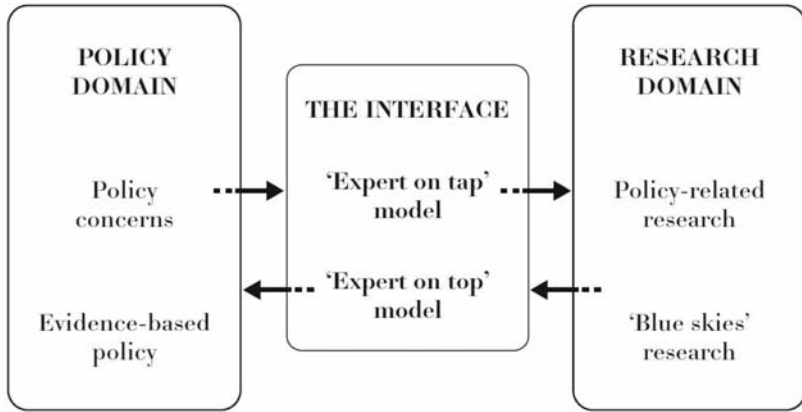 POLICY
DOMAIN
Policy
concerns
Evidence-based
policy
THE INTERFACE
‘Expert on tap’
model
‘Expert on top’
model
RESEARCH
DOMAIN
Policy-related
research
‘Blue skies’
research